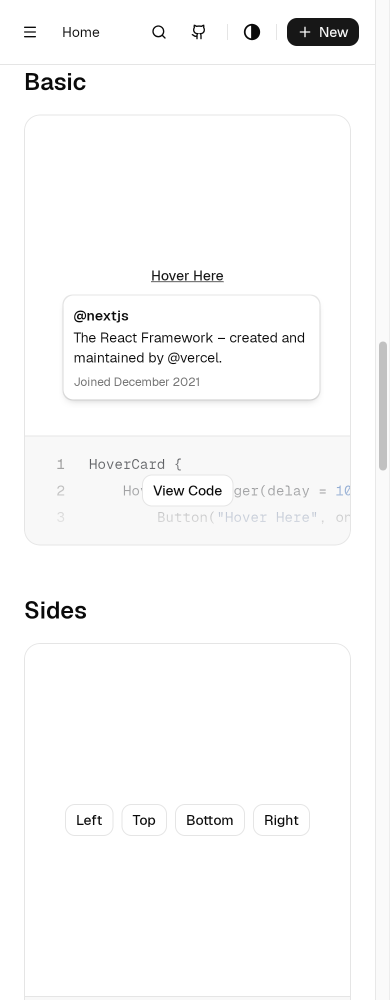 Home
New
Basic
Hover Here
@nextjs
The React Framework – created and
maintained by @vercel.
Joined December 2021
1 HoverCard {
2 View Code ger(delay = 10
3 Button("Hover Here", on
Sides
Left Top Bottom Right